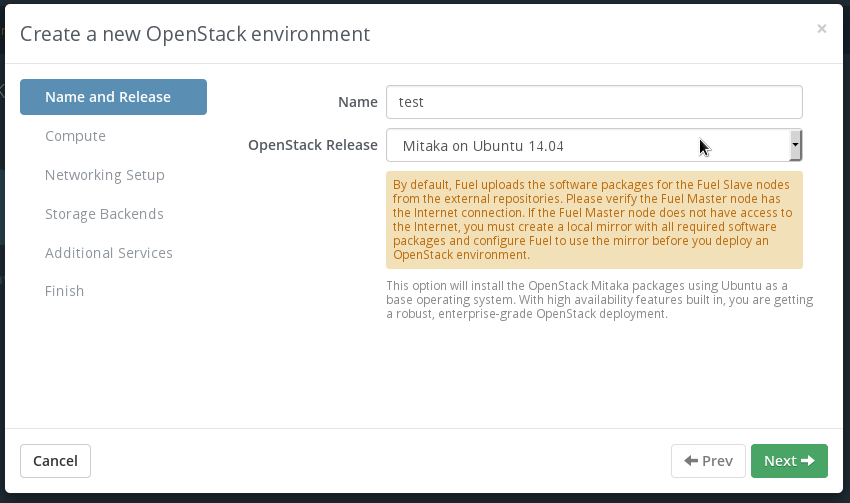 Create a new OpenStack environment
×
Name and Release
Compute
Networking Setup
Storage Backends
Additional Services
Finish
Name
test
OpenStack Release
Mitaka on Ubuntu 14.04
By default, Fuel uploads the software packages for the Fuel Slave nodes
from the external repositories. Please verify the Fuel Master node has
the Internet connection. If the Fuel Master node does not have access to
the Internet, you must create a local mirror with all required software
packages and configure Fuel to use the mirror before you deploy an
OpenStack environment.
This option will install the OpenStack Mitaka packages using Ubuntu as a
base operating system. With high availability features built in, you are getting
a robust, enterprise-grade OpenStack deployment.
Cancel
Prev
Next